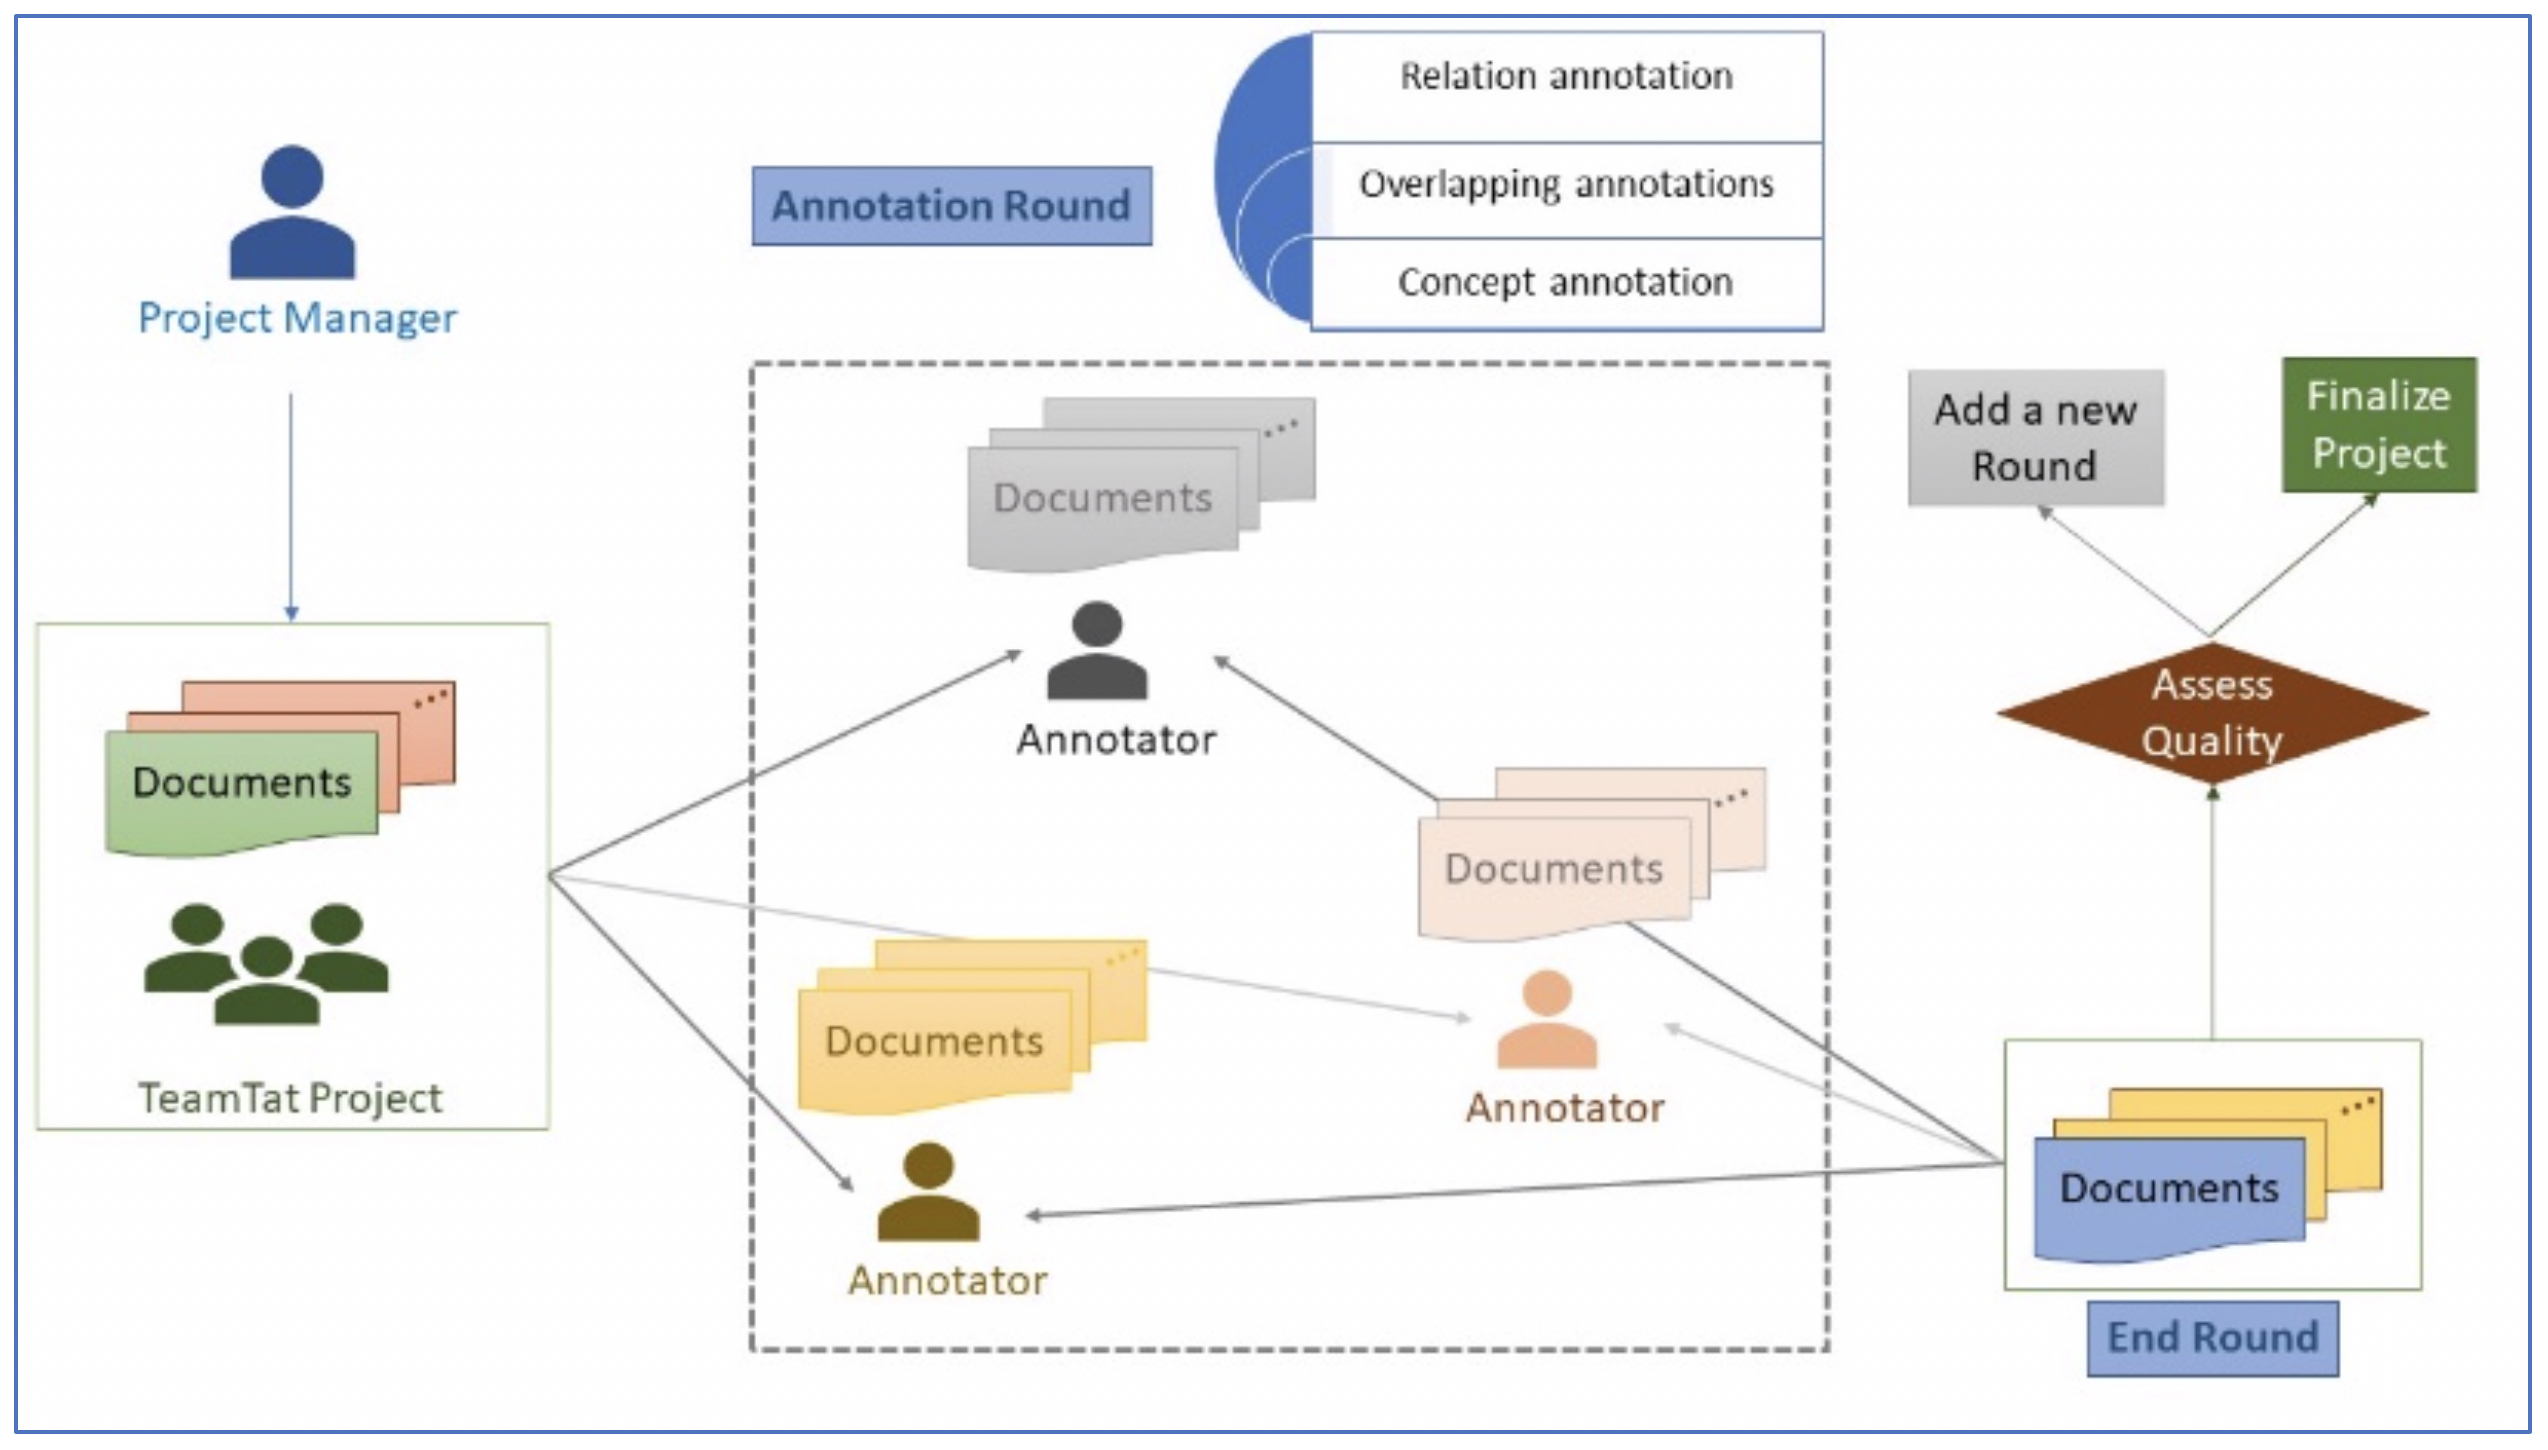 Project Manager
Documents
TeamTat Project
Annotation Round
Relation annotation
Overlapping annotations
Concept annotation
Documents
Annotator
Documents
Annotator
Documents
Annotator
Add a new
Round
Finalize
Project
Assess
Quality
Documents
End Round